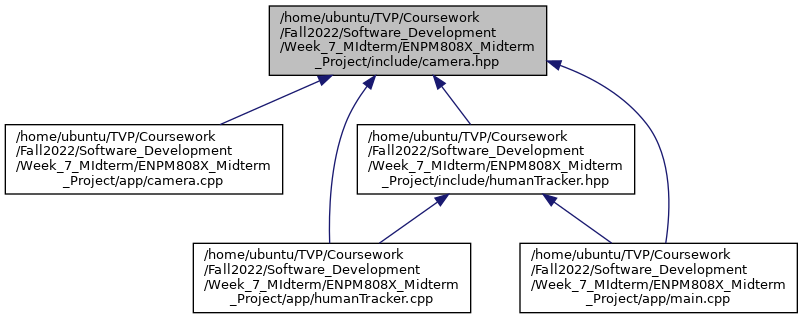 /home/ubuntu/TVP/Coursework
/Fall2022/Software_Development
/Week_7_MIdterm/ENPM808X_Midterm
_Project/include/camera.hpp
/home/ubuntu/TVP/Coursework
/Fall2022/Software_Development
/Week_7_MIdterm/ENPM808X_Midterm
_Project/app/camera.cpp
/home/ubuntu/TVP/Coursework
/Fall2022/Software_Development
/Week_7_MIdterm/ENPM808X_Midterm
_Project/include/humanTracker.hpp
/home/ubuntu/TVP/Coursework
/Fall2022/Software_Development
/Week_7_MIdterm/ENPM808X_Midterm
_Project/app/humanTracker.cpp
/home/ubuntu/TVP/Coursework
/Fall2022/Software_Development
/Week_7_MIdterm/ENPM808X_Midterm
_Project/app/main.cpp